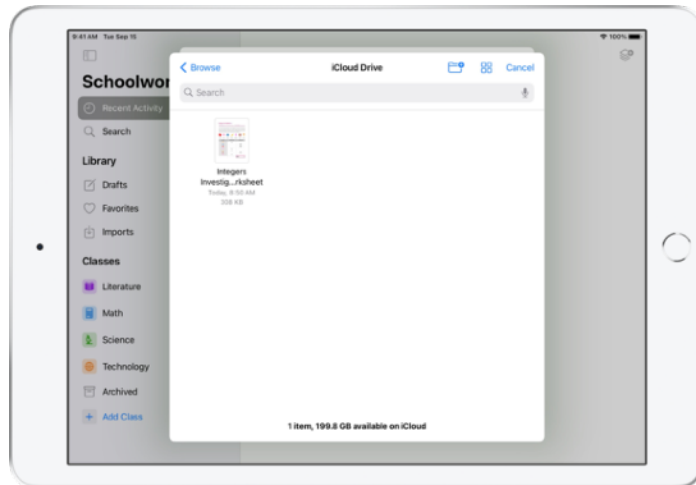 9:41 AM Tue Sep 15
100%
Schoolwor
Recent Activity
Search
Library
Drafts
Favorites
Imports
Classes
Literature
Math
Science
Technology
Archived
Add Class
Browse
iCloud Drive
Cancel
Search
Integers
Investig...rksheet
Today, 8:50 AM
308 KB
1 item, 199.8 GB available on iCloud